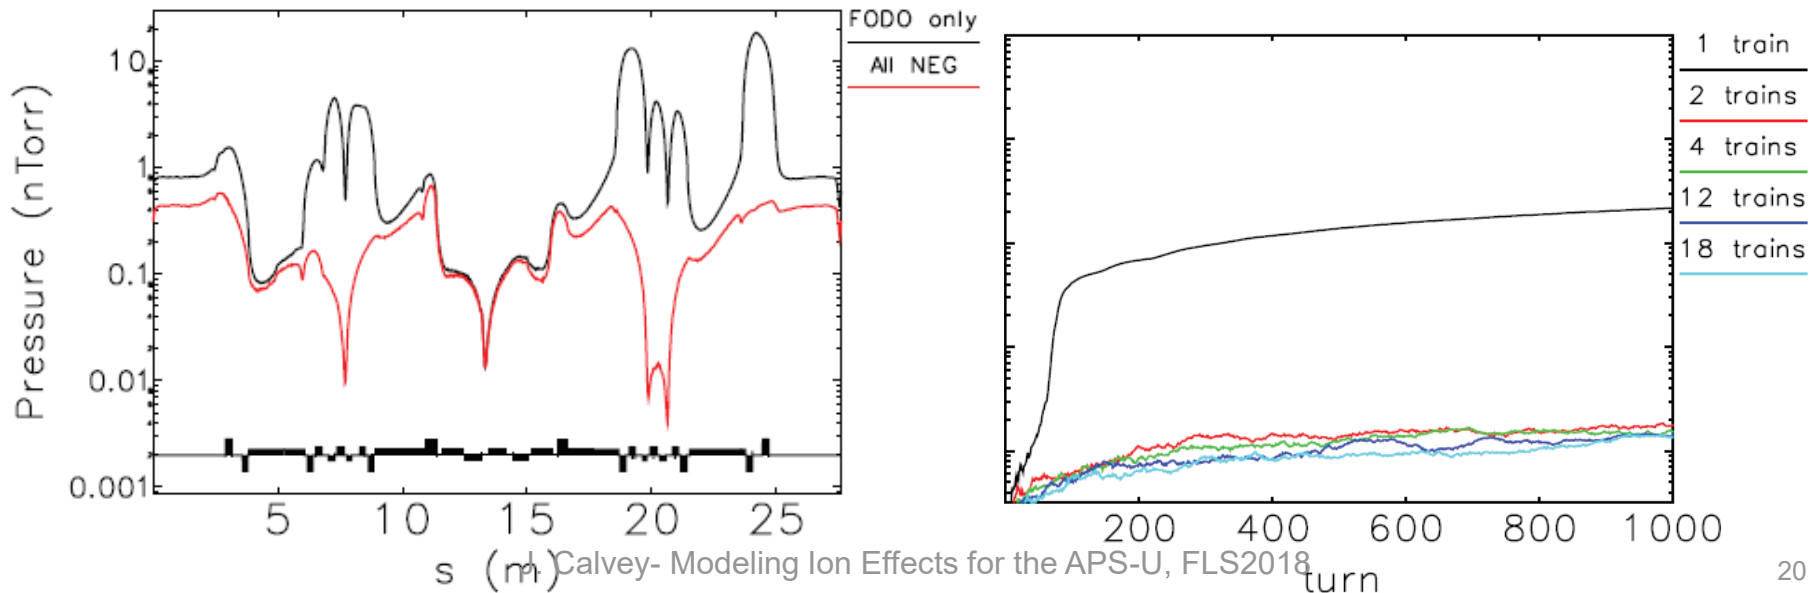 FODO only
All NEG
Pressure (nTorr)
10
1
0.1
0.01
0.001
5 10 15 20 25
s (m)
1 train
2 trains
4 trains
12 trains
18 trains
200 400 600 800 1000
turn
J. Calvey- Modeling Ion Effects for the APS-U, FLS2018
20